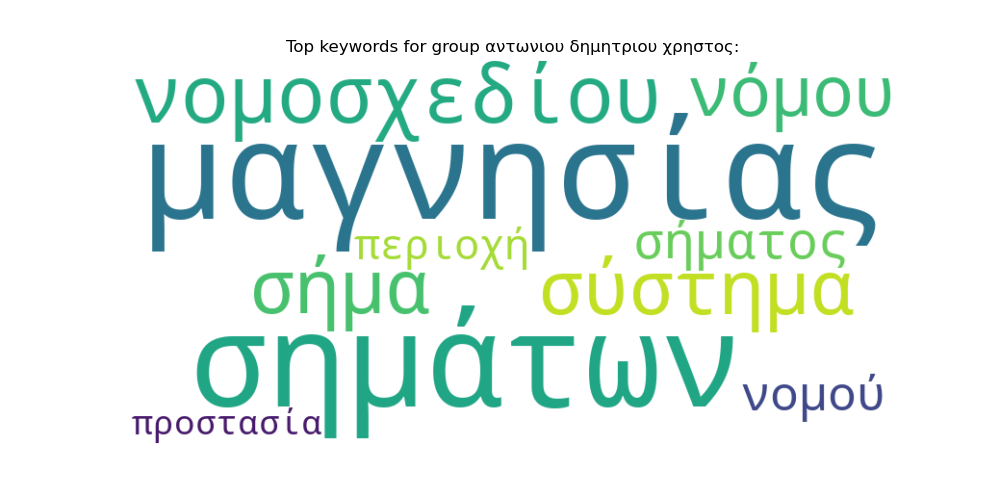 Top keywords for group αντωνιου δημητριου χρηστος:
νομοσχεδίου νόμου
μαγνησίας
περιοχή σήματος
σήμα σύστημα
σημάτων
νομού
προστασία